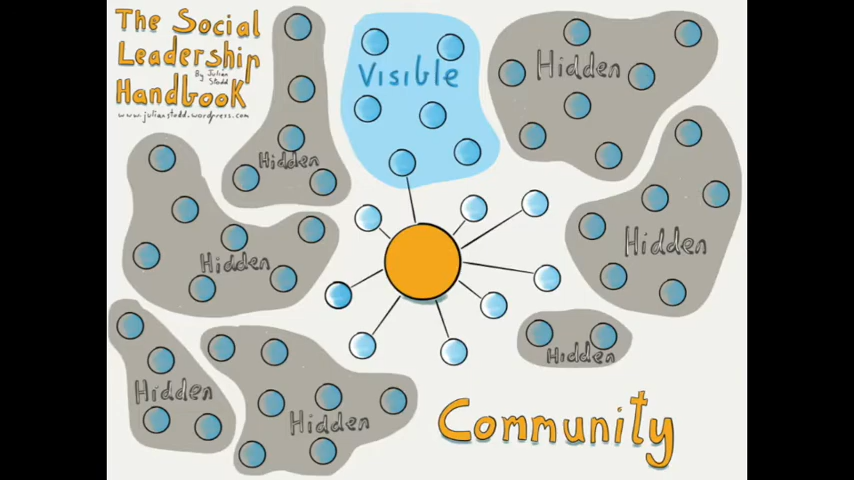 The Social
Leadership
By Julian
Stodd
Handbook
www.julianstodd.wordpress.com
Visible
Hidden
Hidden
Hidden
Hidden
Hidden
Hidden
Hidden
Community